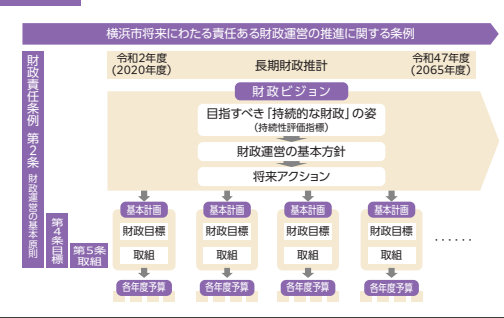 横浜市将来にわたる責任ある財政運営の推進に関する条例
令和2年度
(2020年度)
長期財政推計
令和47年度
(2065年度)
財政ビジョン
目指すべき「持続的な財政」の姿
(持続性評価指標)
財政運営の基本方針
将来アクション
財政責任条例 第2条 財政運営の基本原則
第4条 目標
第5条
取組
基本計画 基本計画 基本計画 基本計画
財政目標 財政目標 財政目標 財政目標
取組 取組 取組 取組
各年度予算 各年度予算 各年度予算 各年度予算
······